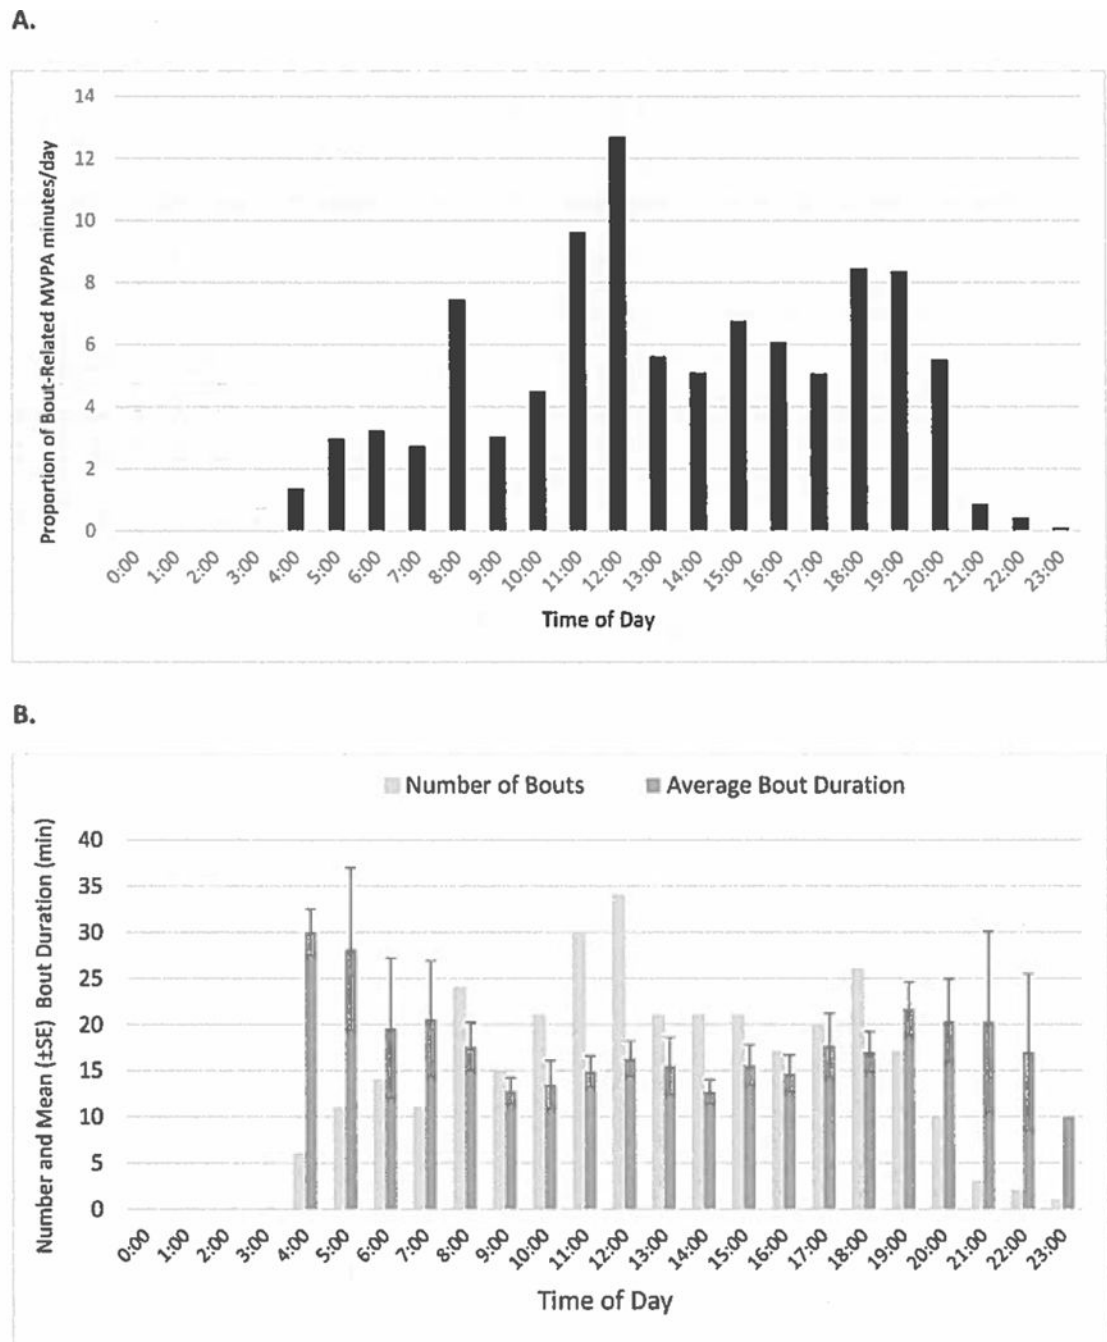 A.
Proportion of Bout-Related MVPA minutes/day
14
12
10
8
6
4
2
0
0:00 1:00 2:00 3:00 4:00 5:00 6:00 7:00 8:00 9:00 10:00 11:00 12:00 13:00 14:00 15:00 16:00 17:00 18:00 19:00 20:00 21:00 22:00 23:00
Time of Day
B.
Number of Bouts Average Bout Duration
Number and Mean (±SE) Bout Duration (min)
40
35
30
25
20
15
10
5
0
0:00 1:00 2:00 3:00 4:00 5:00 6:00 7:00 8:00 9:00 10:00 11:00 12:00 13:00 14:00 15:00 16:00 17:00 18:00 19:00 20:00 21:00 22:00 23:00
Time of Day